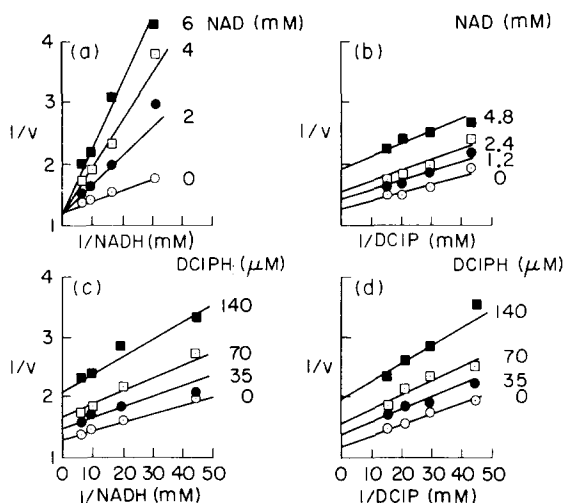 NAD (mM)
NAD (mM)
(a)
6
4
2
0
4
3
1/v
2
1
1/NADH (mM)
(b)
4.8
2.4
1.2
0
1/DCIP (mM)
DCIPH (μM)
DCIPH (μM)
(c)
140
70
35
0
4
3
1/v
2
1
0 10 20 30 40 50
1/NADH (mM)
(d)
140
70
35
0
0 10 20 30 40 50
1/DCIP (mM)